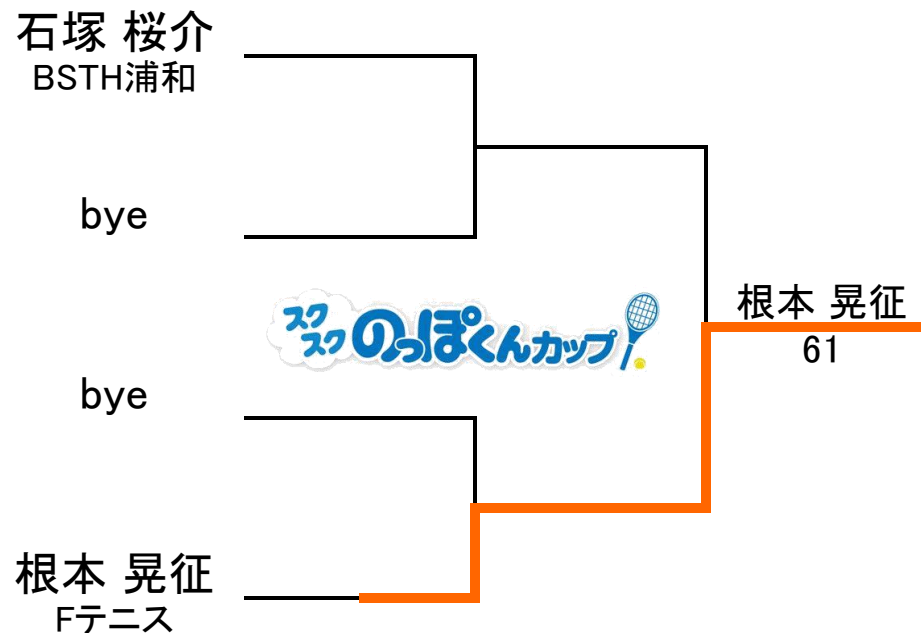 石塚 桜介
BSTH浦和
bye
スク
スク のっぽくんカップ
根本 晃征
61
bye
根本 晃征
Fテニス